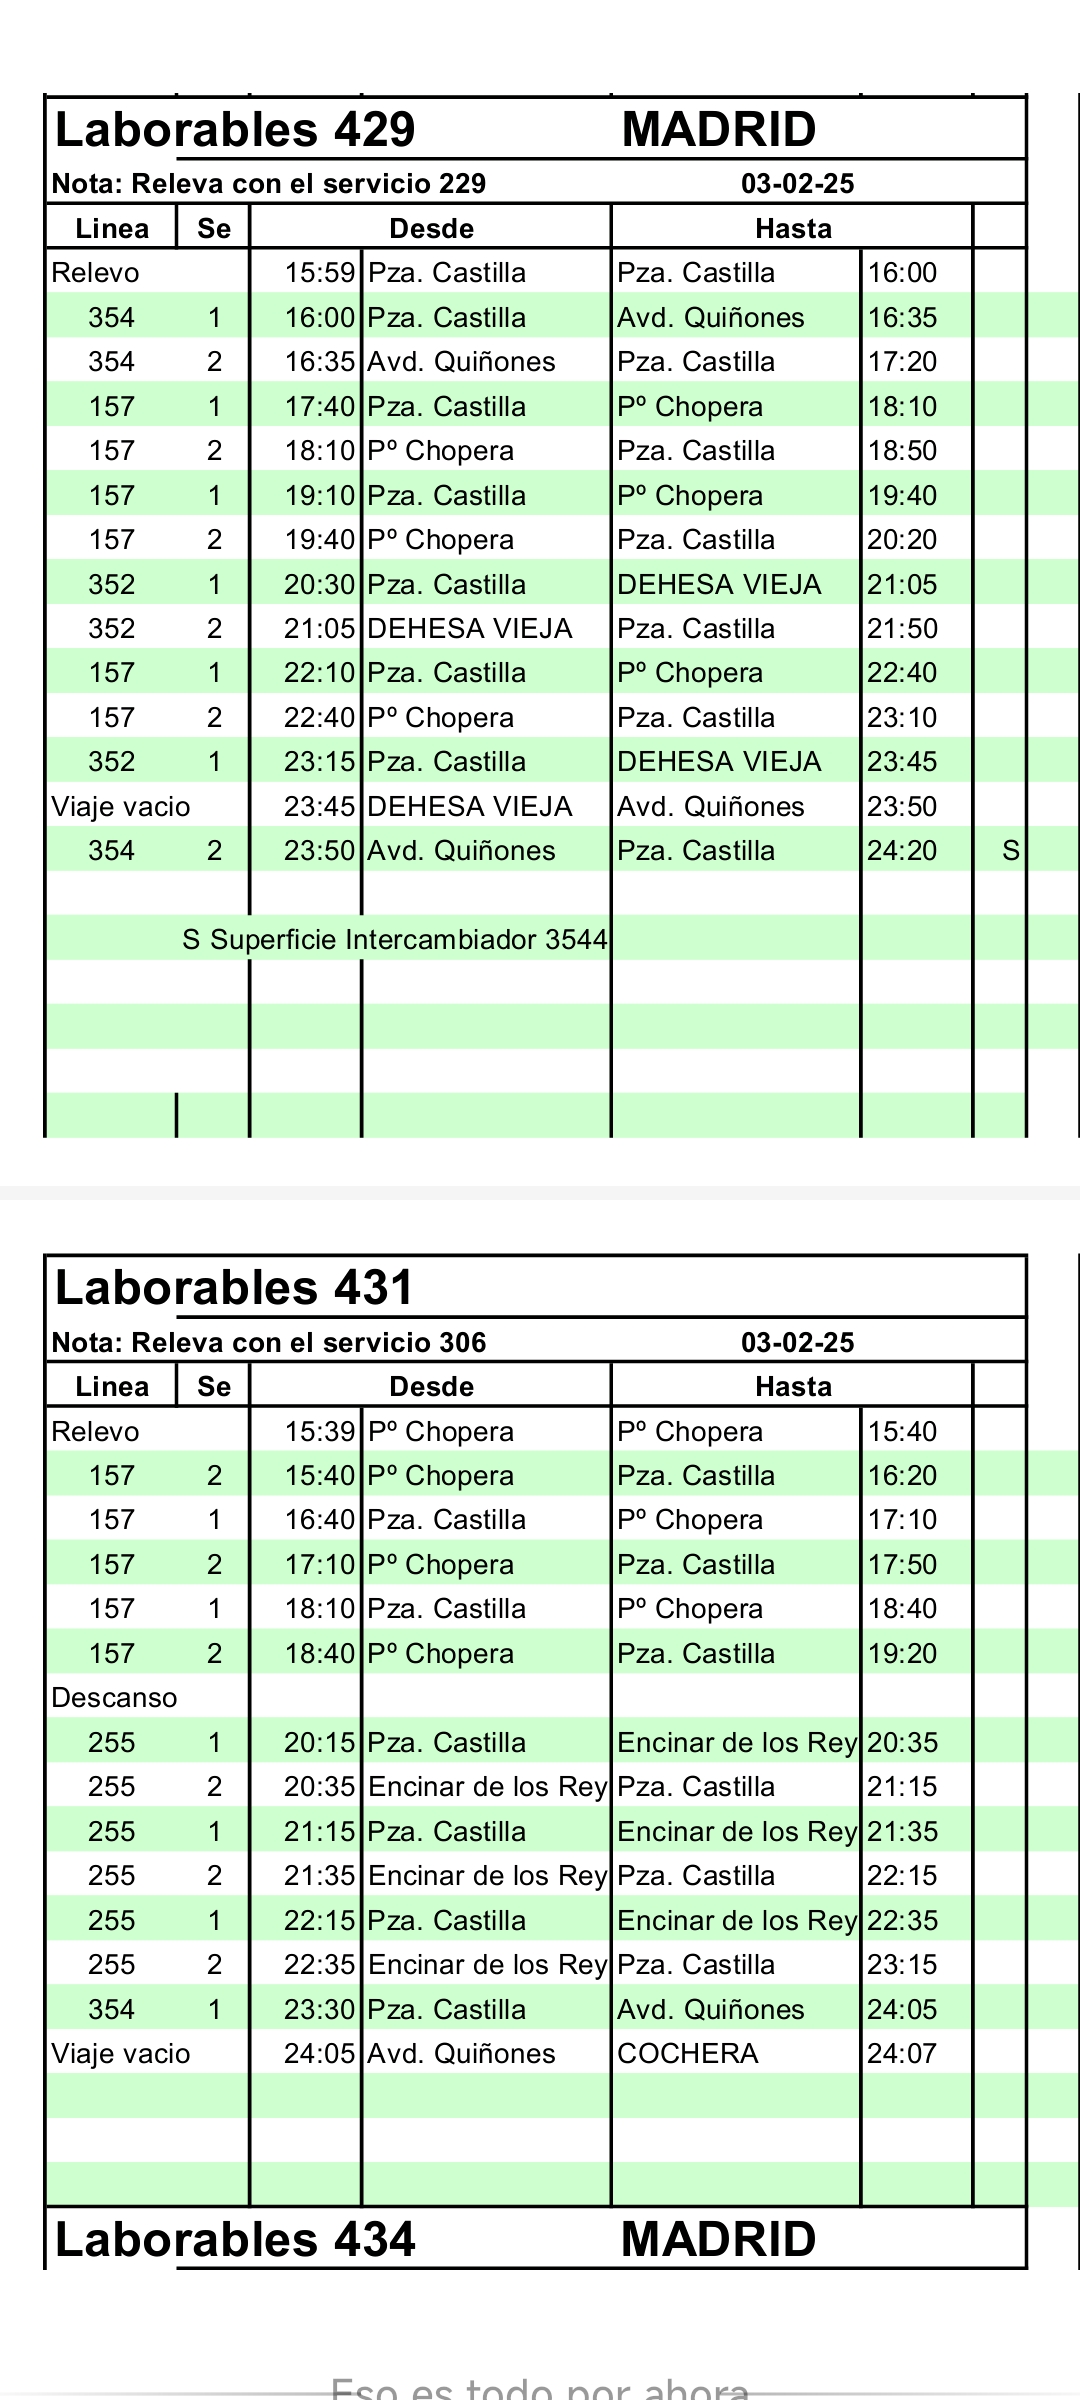 Laborables 429 MADRID
Nota: Releva con el servicio 229 03-02-25
Linea Se Desde Hasta
Relevo 15:59 Pza. Castilla Pza. Castilla 16:00
354 1 16:00 Pza. Castilla Avd. Quiñones 16:35
354 2 16:35 Avd. Quiñones Pza. Castilla 17:20
157 1 17:40 Pza. Castilla Pº Chopera 18:10
157 2 18:10 Pº Chopera Pza. Castilla 18:50
157 1 19:10 Pza. Castilla Pº Chopera 19:40
157 2 19:40 Pº Chopera Pza. Castilla 20:20
352 1 20:30 Pza. Castilla DEHESA VIEJA 21:05
352 2 21:05 DEHESA VIEJA Pza. Castilla 21:50
157 1 22:10 Pza. Castilla Pº Chopera 22:40
157 2 22:40 Pº Chopera Pza. Castilla 23:10
352 1 23:15 Pza. Castilla DEHESA VIEJA 23:45
Viaje vacio 23:45 DEHESA VIEJA Avd. Quiñones 23:50
354 2 23:50 Avd. Quiñones Pza. Castilla 24:20 S
S Superficie Intercambiador 3544
Laborables 431
Nota: Releva con el servicio 306 03-02-25
Linea Se Desde Hasta
Relevo 15:39 Pº Chopera Pº Chopera 15:40
157 2 15:40 Pº Chopera Pza. Castilla 16:20
157 1 16:40 Pza. Castilla Pº Chopera 17:10
157 2 17:10 Pº Chopera Pza. Castilla 17:50
157 1 18:10 Pza. Castilla Pº Chopera 18:40
157 2 18:40 Pº Chopera Pza. Castilla 19:20
Descanso
255 1 20:15 Pza. Castilla Encinar de los Rey 20:35
255 2 20:35 Encinar de los Rey Pza. Castilla 21:15
255 1 21:15 Pza. Castilla Encinar de los Rey 21:35
255 2 21:35 Encinar de los Rey Pza. Castilla 22:15
255 1 22:15 Pza. Castilla Encinar de los Rey 22:35
255 2 22:35 Encinar de los Rey Pza. Castilla 23:15
354 1 23:30 Pza. Castilla Avd. Quiñones 24:05
Viaje vacio 24:05 Avd. Quiñones COCHERA 24:07
Laborables 434 MADRID
Eso es todo por ahora